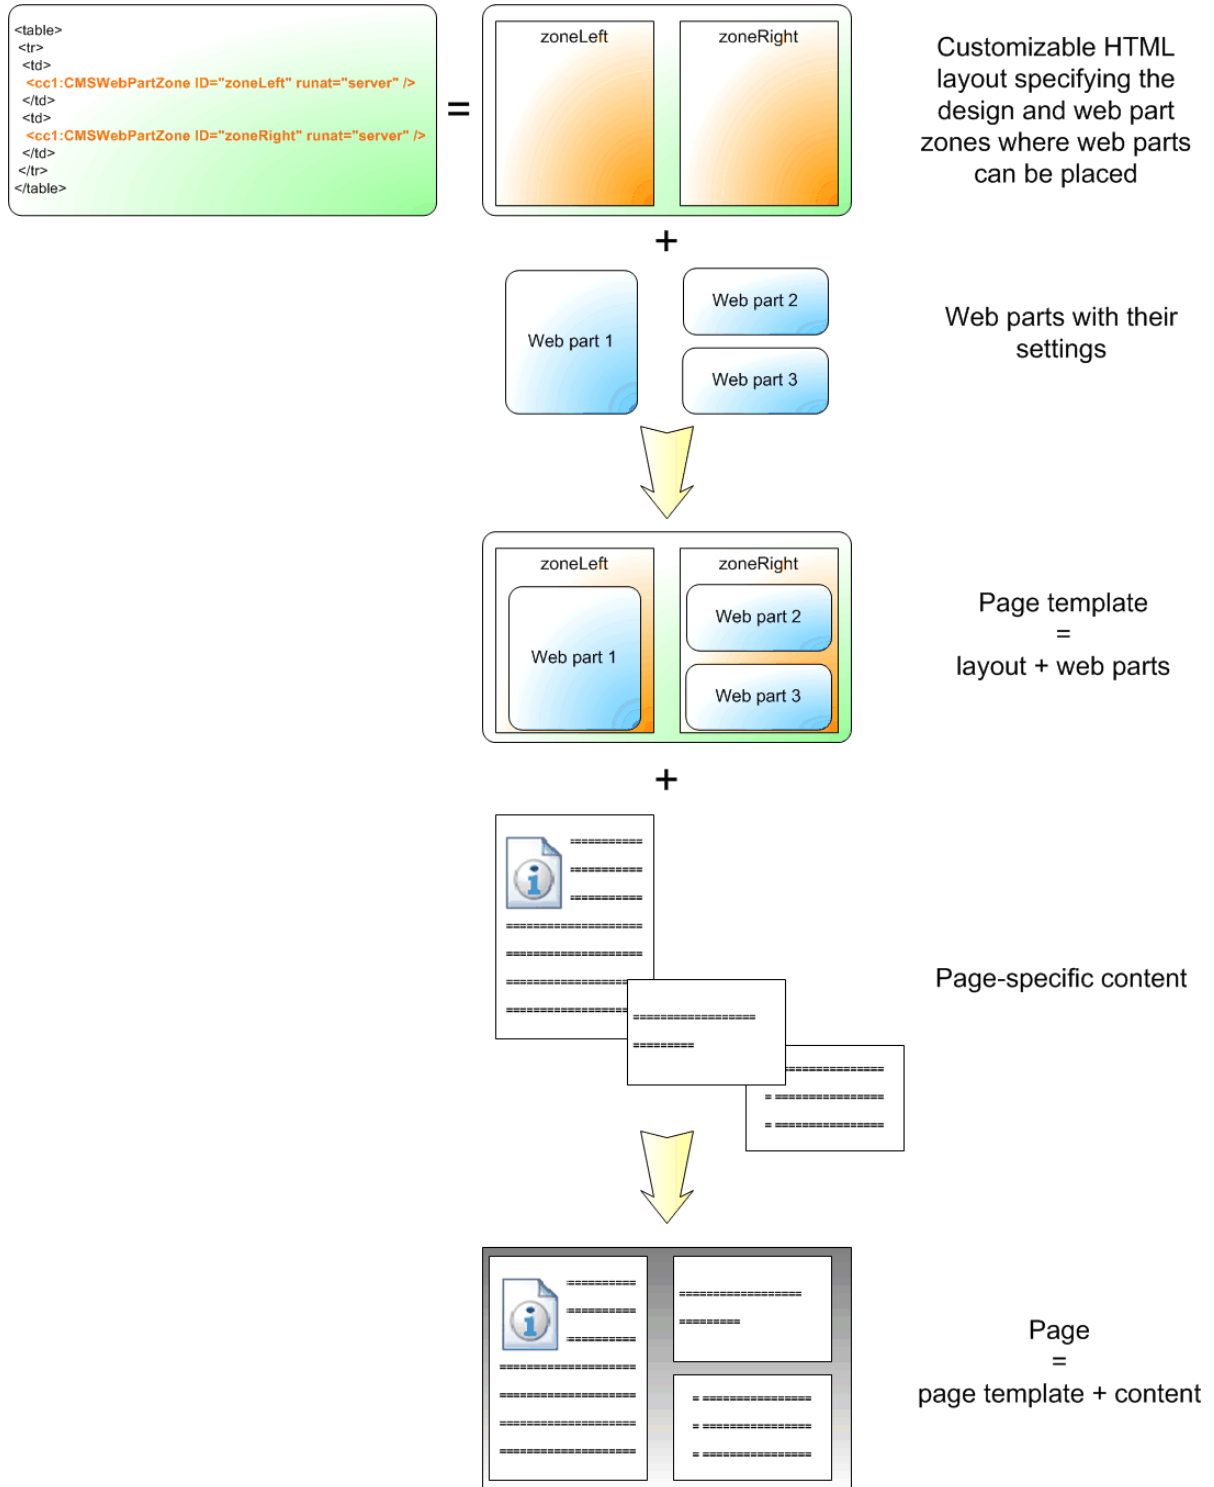 <table>
<tr>
<td>
<cc1:CMSWebPartZone ID="zoneLeft" runat="server" />
</td>
<td>
<cc1:CMSWebPartZone ID="zoneRight" runat="server" />
</td>
</tr>
</table>
=
zoneLeft
zoneRight
Customizable HTML
layout specifying the
design and web part
zones where web parts
can be placed
+
Web part 1
Web part 2
Web part 3
Web parts with their
settings
zoneLeft
zoneRight
Web part 1
Web part 2
Web part 3
Page template
=
layout + web parts
+
Page-specific content
Page
=
page template + content